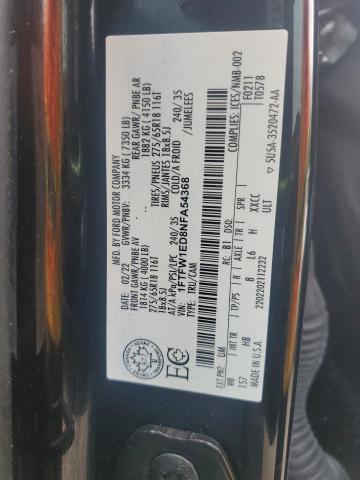 MFD. BY FORD MOTOR COMPANY
DATE: 02/22 GVWR/PNBV: 3334 KG ( 7350 LB)
FRONT GAWR/PNBE AV 1814 KG ( 4000 LB)
REAR GAWR/PNBE AR 1882 KG ( 4150 LB)
275/65R18 116T TIRES/PNEUS 275/65R18 116T
18x8.5J RIMS/JANTES 18x8.5J
AT/A kPa/PSI/LPC 240/ 35 COLD/A FROID 240/ 35
VIN: 1FTFW1ED8NFA54368 /JUMELEES
TYPE: TRU/CAM COMPLIES: ICES/NMB-002
F0211
T0578
EC
EXT PNT: UM RC: B1 DSO:
WB INT TR TP/PS R AXLE TR SPR
157 HB 8 L6 H XXCC
MADE IN U.S.A. ULT
2202202112232 5U5A-3520472-AA